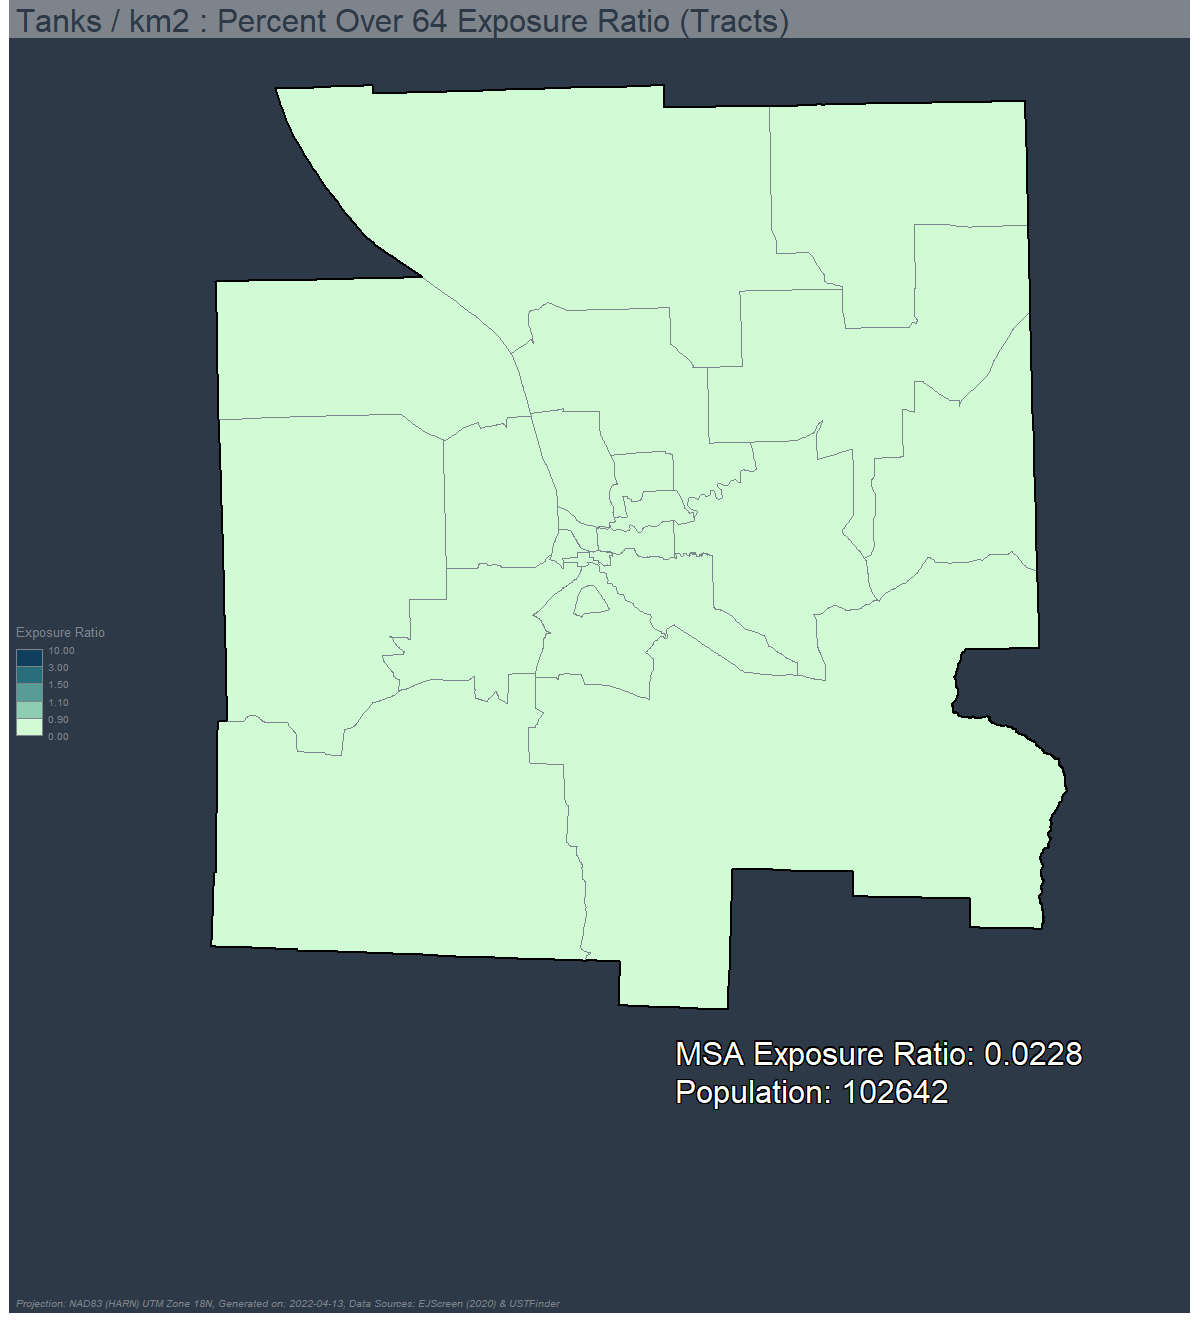 Tanks / km2 : Percent Over 64 Exposure Ratio (Tracts)
Exposure Ratio
10.00
3.00
1.50
1.10
0.90
0.00
MSA Exposure Ratio: 0.0228
Population: 102642
Projection: NAD83 (HARN) UTM Zone 18N, Generated on: 2022-04-13, Data Sources: EJScreen (2020) & USTFinder